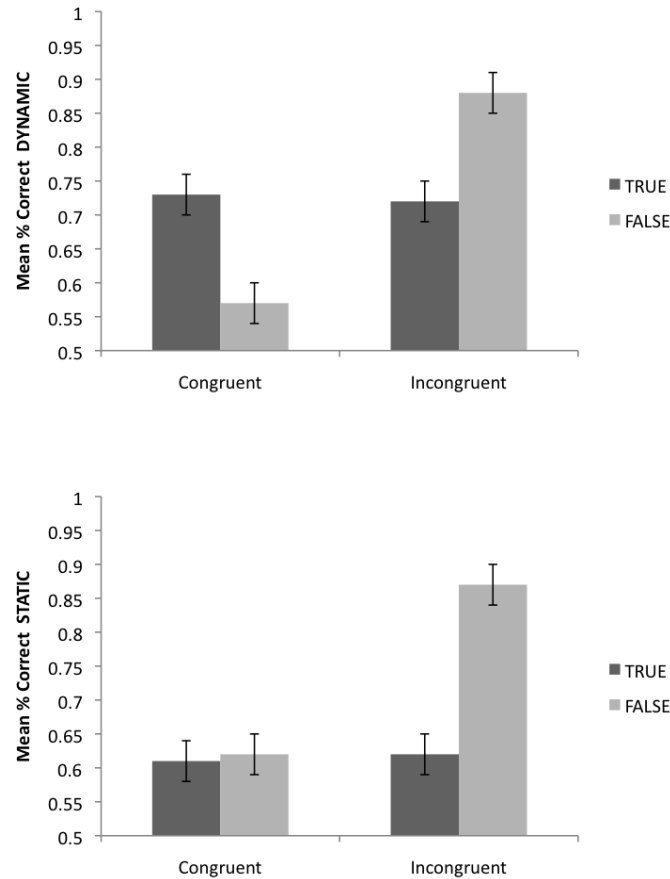 Mean % Correct DYNAMIC
1
0.95
0.9
0.85
0.8
0.75
0.7
0.65
0.6
0.55
0.5
Congruent Incongruent
TRUE
FALSE
Mean % Correct STATIC
1
0.95
0.9
0.85
0.8
0.75
0.7
0.65
0.6
0.55
0.5
Congruent Incongruent
TRUE
FALSE